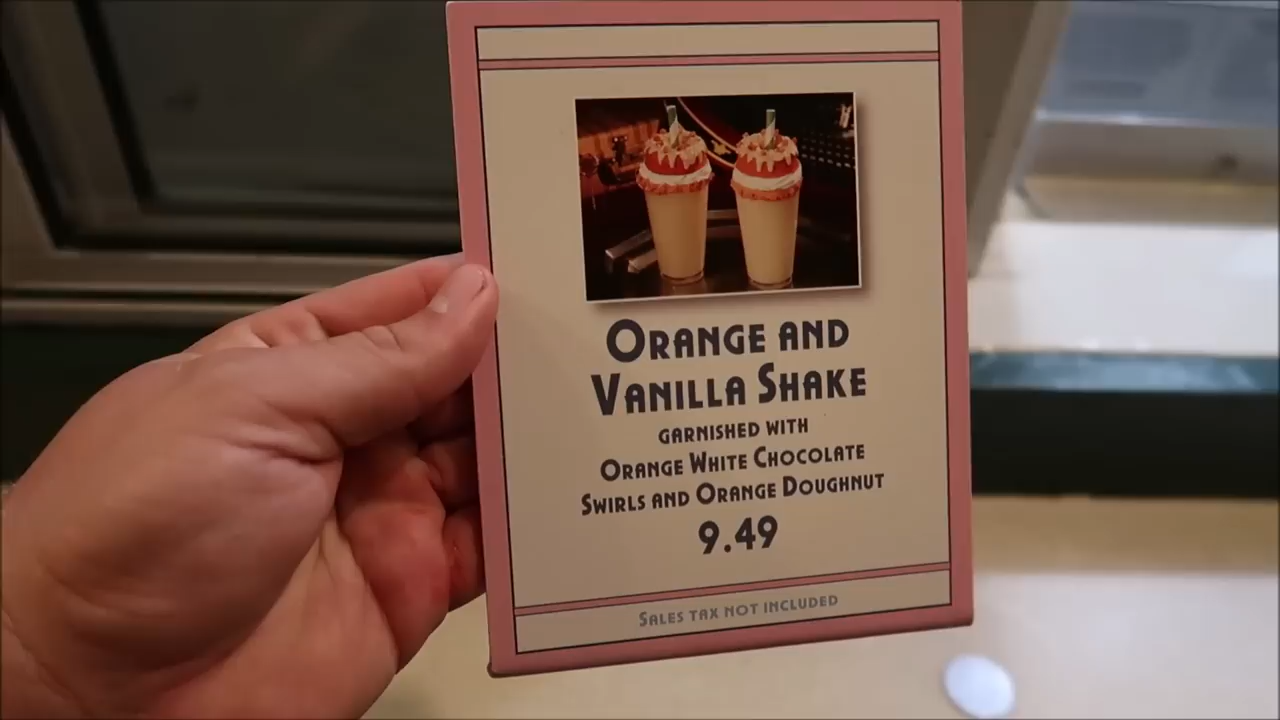 Orange and
Vanilla Shake
garnished with
Orange White Chocolate
Swirls and Orange Doughnut
9.49
Sales tax not included